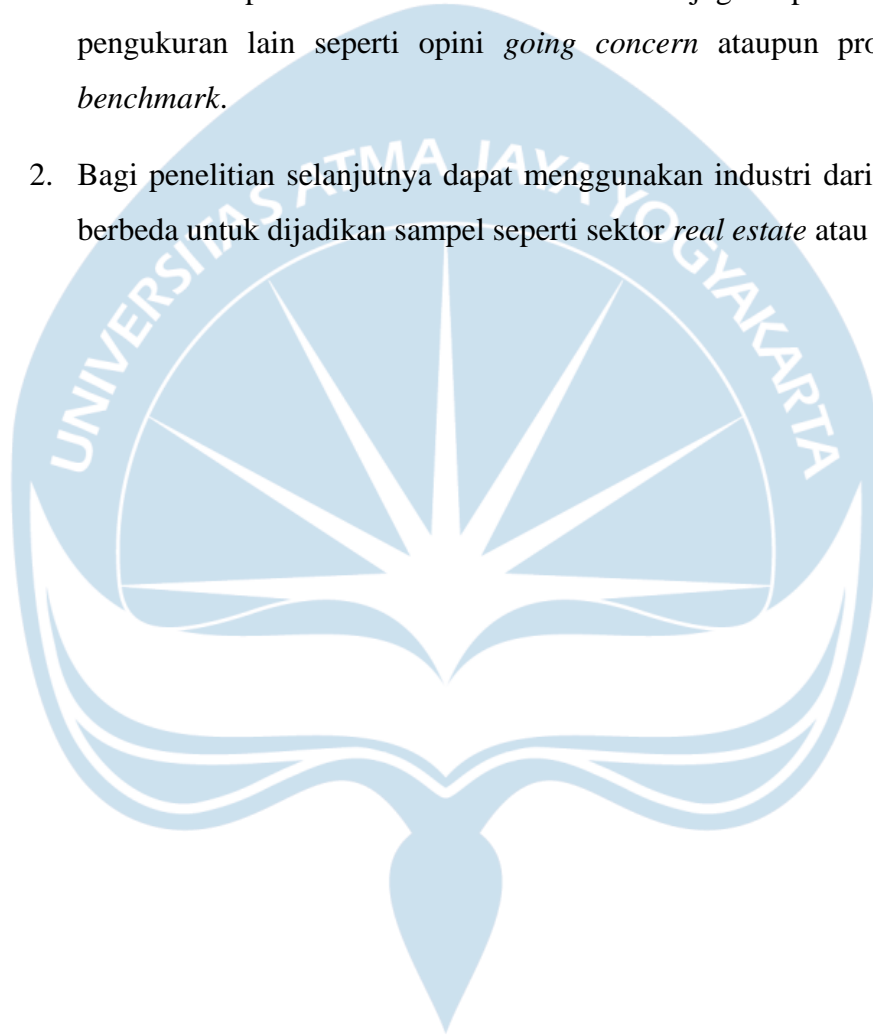 pengukuran lain seperti opini going concern ataupun
benchmark.
2. Bagi penelitian selanjutnya dapat menggunakan industri dari
berbeda untuk dijadikan sampel seperti sektor real estate atau
UNIVERSITAS ATMA JAYA YOGYAKARTA